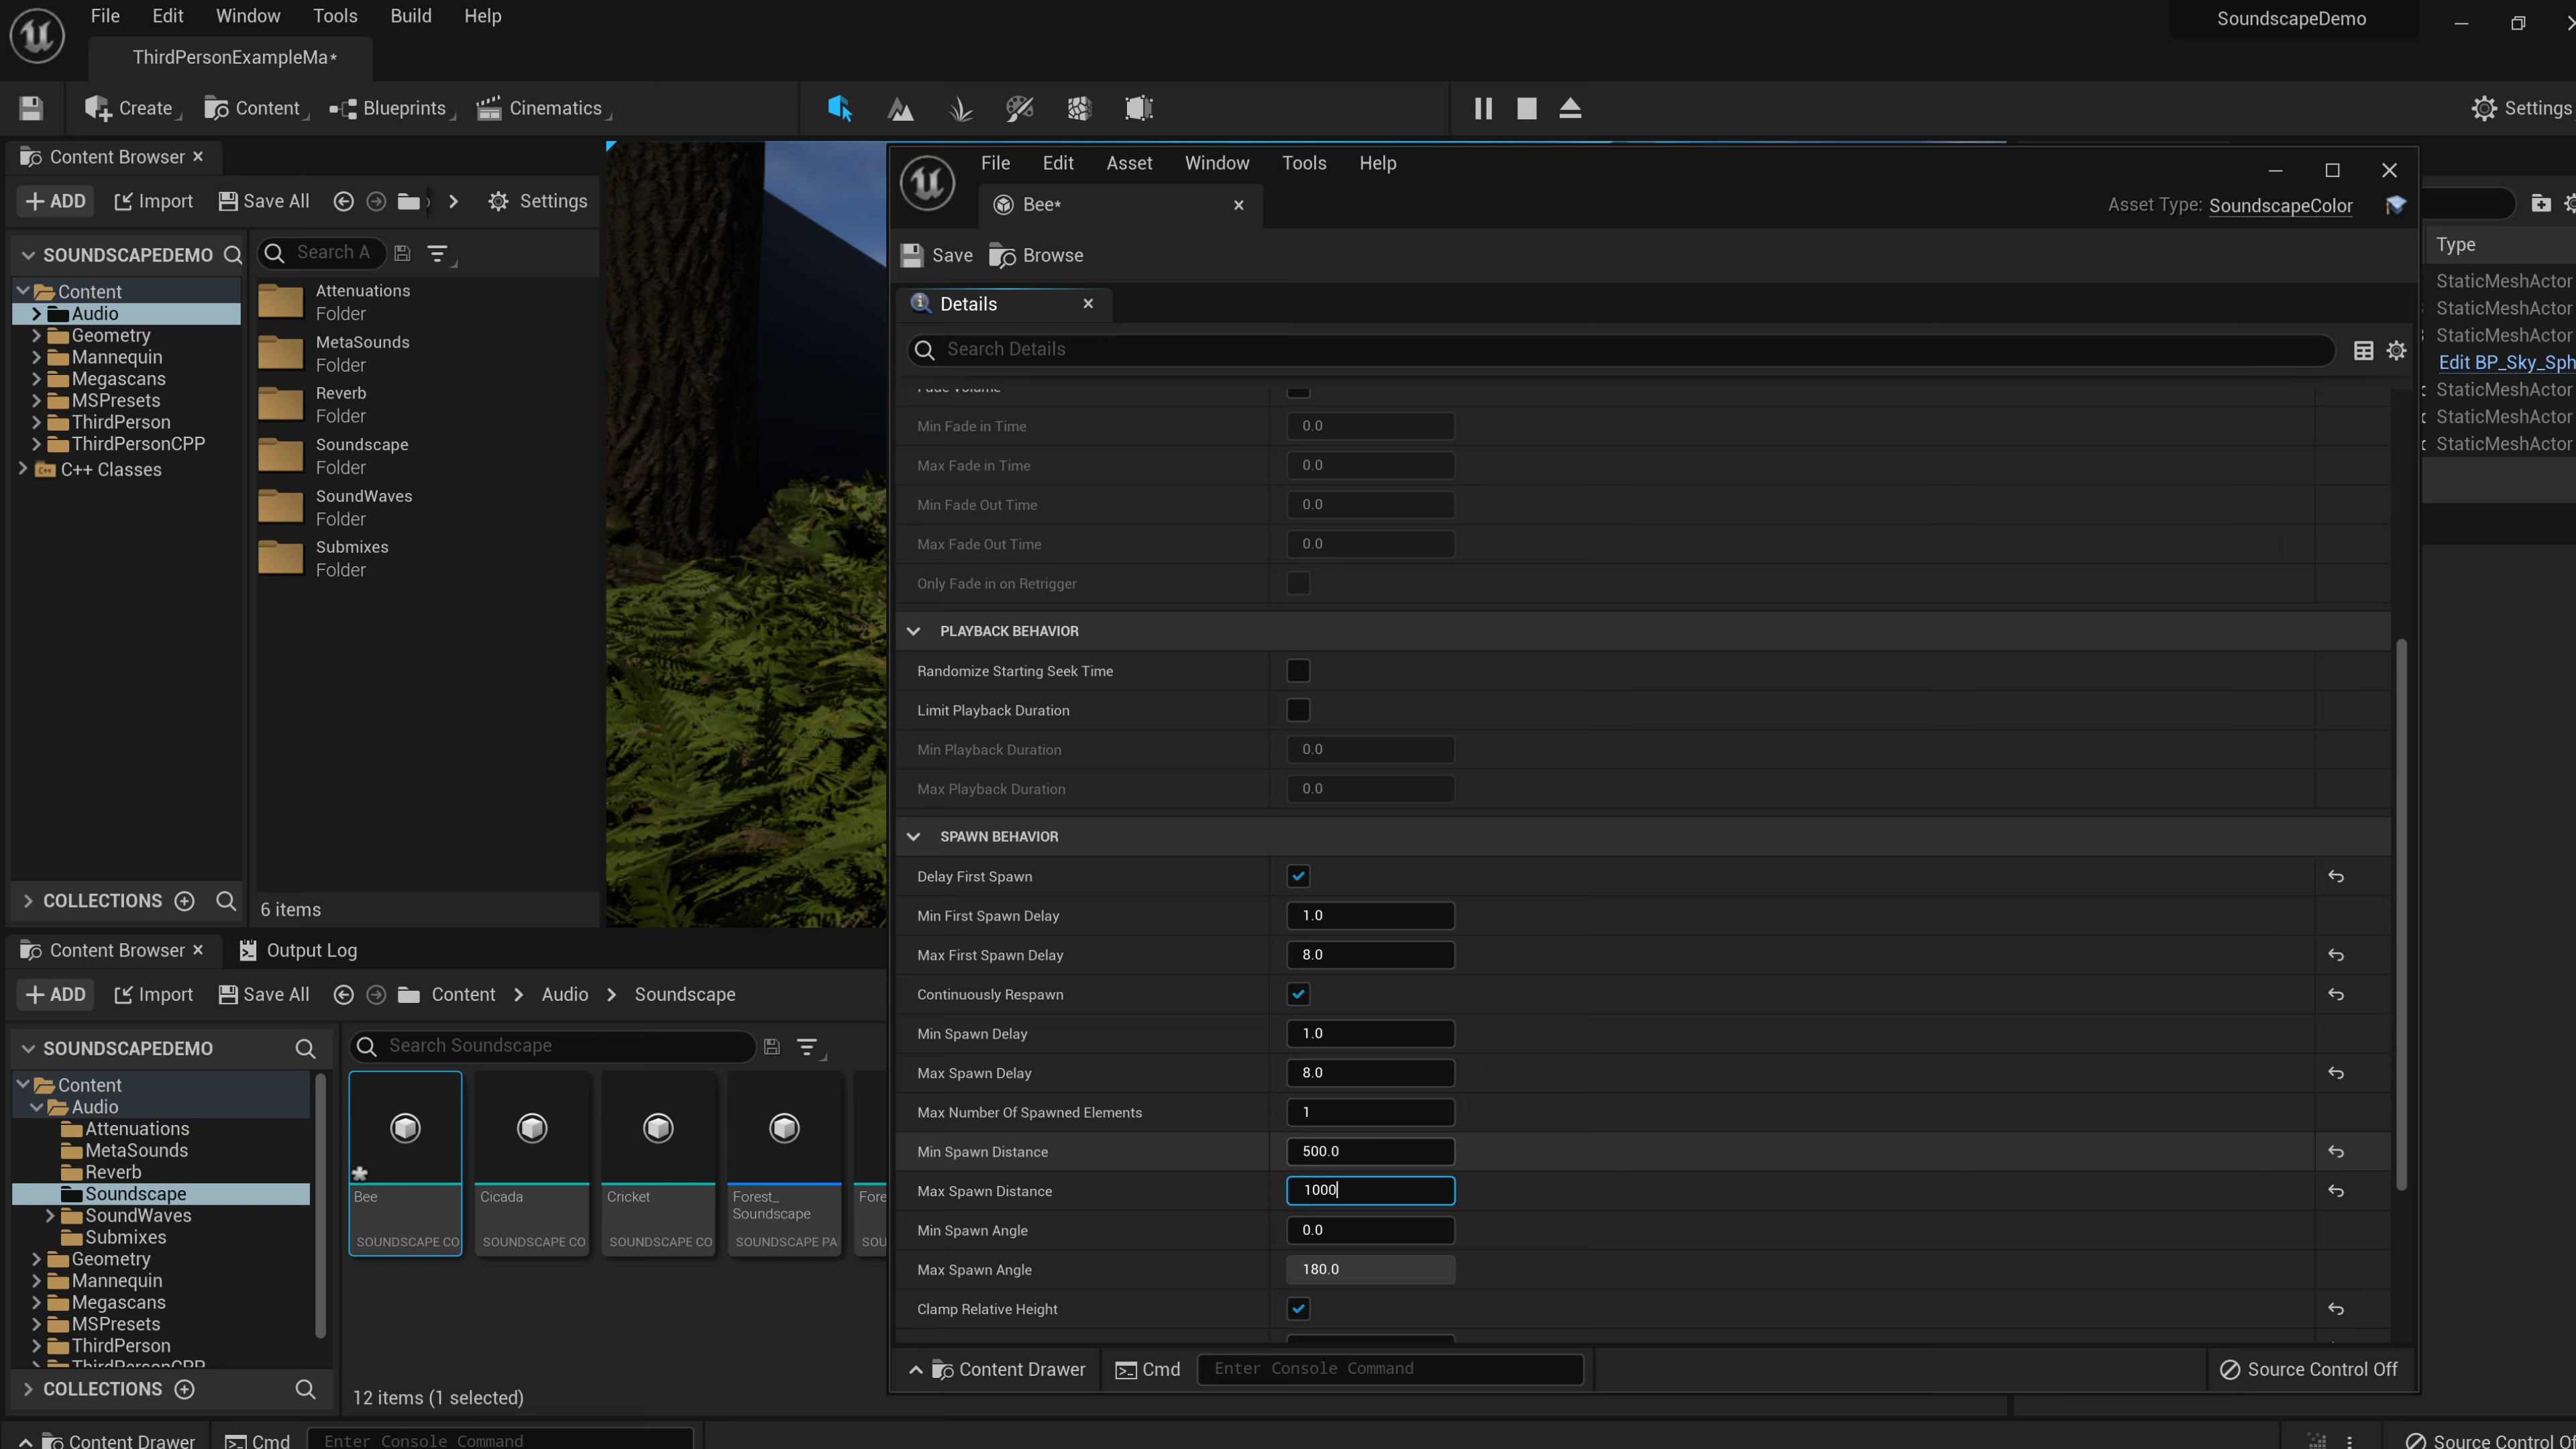 File Edit Window Tools Build Help
SoundscapeDemo
ThirdPersonExampleMa*
Create Content Blueprints Cinematics
Settings
Content Browser
ADD Import Save All Settings
SOUNDSCAPEDEMO
Search A
Content
Audio
Geometry
Mannequin
Megascans
MSPresets
ThirdPerson
ThirdPersonCPP
C++ Classes
Attenuations
Folder
MetaSounds
Folder
Reverb
Folder
Soundscape
Folder
SoundWaves
Folder
Submixes
Folder
COLLECTIONS
6 items
File Edit Asset Window Tools Help
Bee*
Asset Type: SoundscapeColor
Save Browse
Details
Search Details
Fade Volume
Min Fade in Time 0.0
Max Fade in Time 0.0
Min Fade Out Time 0.0
Max Fade Out Time 0.0
Only Fade in on Retrigger
PLAYBACK BEHAVIOR
Randomize Starting Seek Time
Limit Playback Duration
Min Playback Duration 0.0
Max Playback Duration 0.0
SPAWN BEHAVIOR
Delay First Spawn
Min First Spawn Delay 1.0
Max First Spawn Delay 8.0
Continuously Respawn
Min Spawn Delay 1.0
Max Spawn Delay 8.0
Max Number Of Spawned Elements 1
Min Spawn Distance 500.0
Max Spawn Distance 1000
Min Spawn Angle 0.0
Max Spawn Angle 180.0
Clamp Relative Height
Content Drawer Cmd Enter Console Command
Source Control Off
Type
StaticMeshActor
StaticMeshActor
StaticMeshActor
Edit BP_Sky_Sph
StaticMeshActor
StaticMeshActor
StaticMeshActor
Content Browser Output Log
ADD Import Save All Content > Audio > Soundscape
SOUNDSCAPEDEMO
Search Soundscape
Content
Audio
Attenuations
MetaSounds
Reverb
Soundscape
SoundWaves
Submixes
Geometry
Mannequin
Megascans
MSPresets
ThirdPerson
ThirdPersonCPP
COLLECTIONS
Bee
SOUNDSCAPE CO
Cicada
SOUNDSCAPE CO
Cricket
SOUNDSCAPE CO
Forest_
Soundscape
SOUNDSCAPE PA
Fore
SOU
12 items (1 selected)
Content Drawer Cmd Enter Console Command
Source Control Of